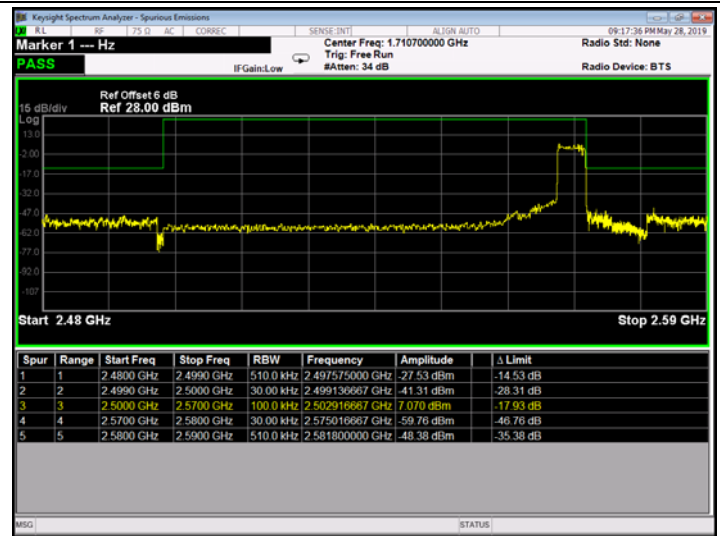 Keysight Spectrum Analyzer - Spurious Emissions
RL RF 75 Ω AC CORREC SENSE:INT ALIGN AUTO 09:17:36 PM May 28, 2019
Marker 1 --- Hz Center Freq: 1.710700000 GHz Radio Std: None
Trig: Free Run
PASS IFGain:Low #Atten: 34 dB Radio Device: BTS
Ref Offset 6 dB
15 dB/div Ref 28.00 dBm
Log
13.0
-2.00
-17.0
-32.0
-47.0
-62.0
-77.0
-92.0
-107
Start 2.48 GHz Stop 2.59 GHz
Spur Range Start Freq Stop Freq RBW Frequency Amplitude Δ Limit
1 1 2.4800 GHz 2.4990 GHz 510.0 kHz 2.497575000 GHz -27.53 dBm -14.53 dB
2 2 2.4990 GHz 2.5000 GHz 30.00 kHz 2.499136667 GHz -41.31 dBm -28.31 dB
3 3 2.5000 GHz 2.5700 GHz 100.0 kHz 2.502916667 GHz 7.070 dBm -17.93 dB
4 4 2.5700 GHz 2.5800 GHz 30.00 kHz 2.575016667 GHz -59.76 dBm -46.76 dB
5 5 2.5800 GHz 2.5900 GHz 510.0 kHz 2.581800000 GHz -48.38 dBm -35.38 dB
MSG STATUS